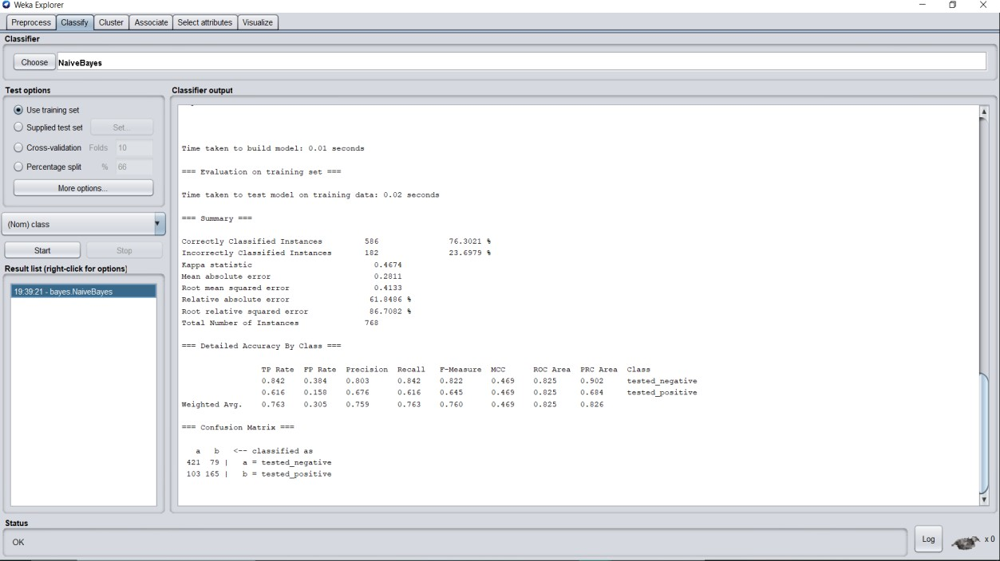 Weka Explorer
Preprocess Classify Cluster Associate Select attributes Visualize
Classifier
Choose NaiveBayes
Test options
Use training set
Supplied test set Set...
Cross-validation Folds 10
Percentage split % 66
More options...
(Nom) class
Start Stop
Result list (right-click for options)
19:39:21 - bayes.NaiveBayes
Classifier output
Time taken to build model: 0.01 seconds
=== Evaluation on training set ===
Time taken to test model on training data: 0.02 seconds
=== Summary ===
Correctly Classified Instances 586 76.3021 %
Incorrectly Classified Instances 182 23.6979 %
Kappa statistic 0.4674
Mean absolute error 0.2811
Root mean squared error 0.4133
Relative absolute error 61.8486 %
Root relative squared error 86.7082 %
Total Number of Instances 768
=== Detailed Accuracy By Class ===
TP Rate FP Rate Precision Recall F-Measure MCC ROC Area PRC Area Class
0.842 0.384 0.803 0.842 0.822 0.469 0.825 0.902 tested_negative
0.616 0.158 0.676 0.616 0.645 0.469 0.825 0.684 tested_positive
Weighted Avg. 0.763 0.305 0.759 0.763 0.760 0.469 0.825 0.826
=== Confusion Matrix ===
a b <-- classified as
421 79 | a = tested_negative
103 165 | b = tested_positive
Status
OK
Log x 0